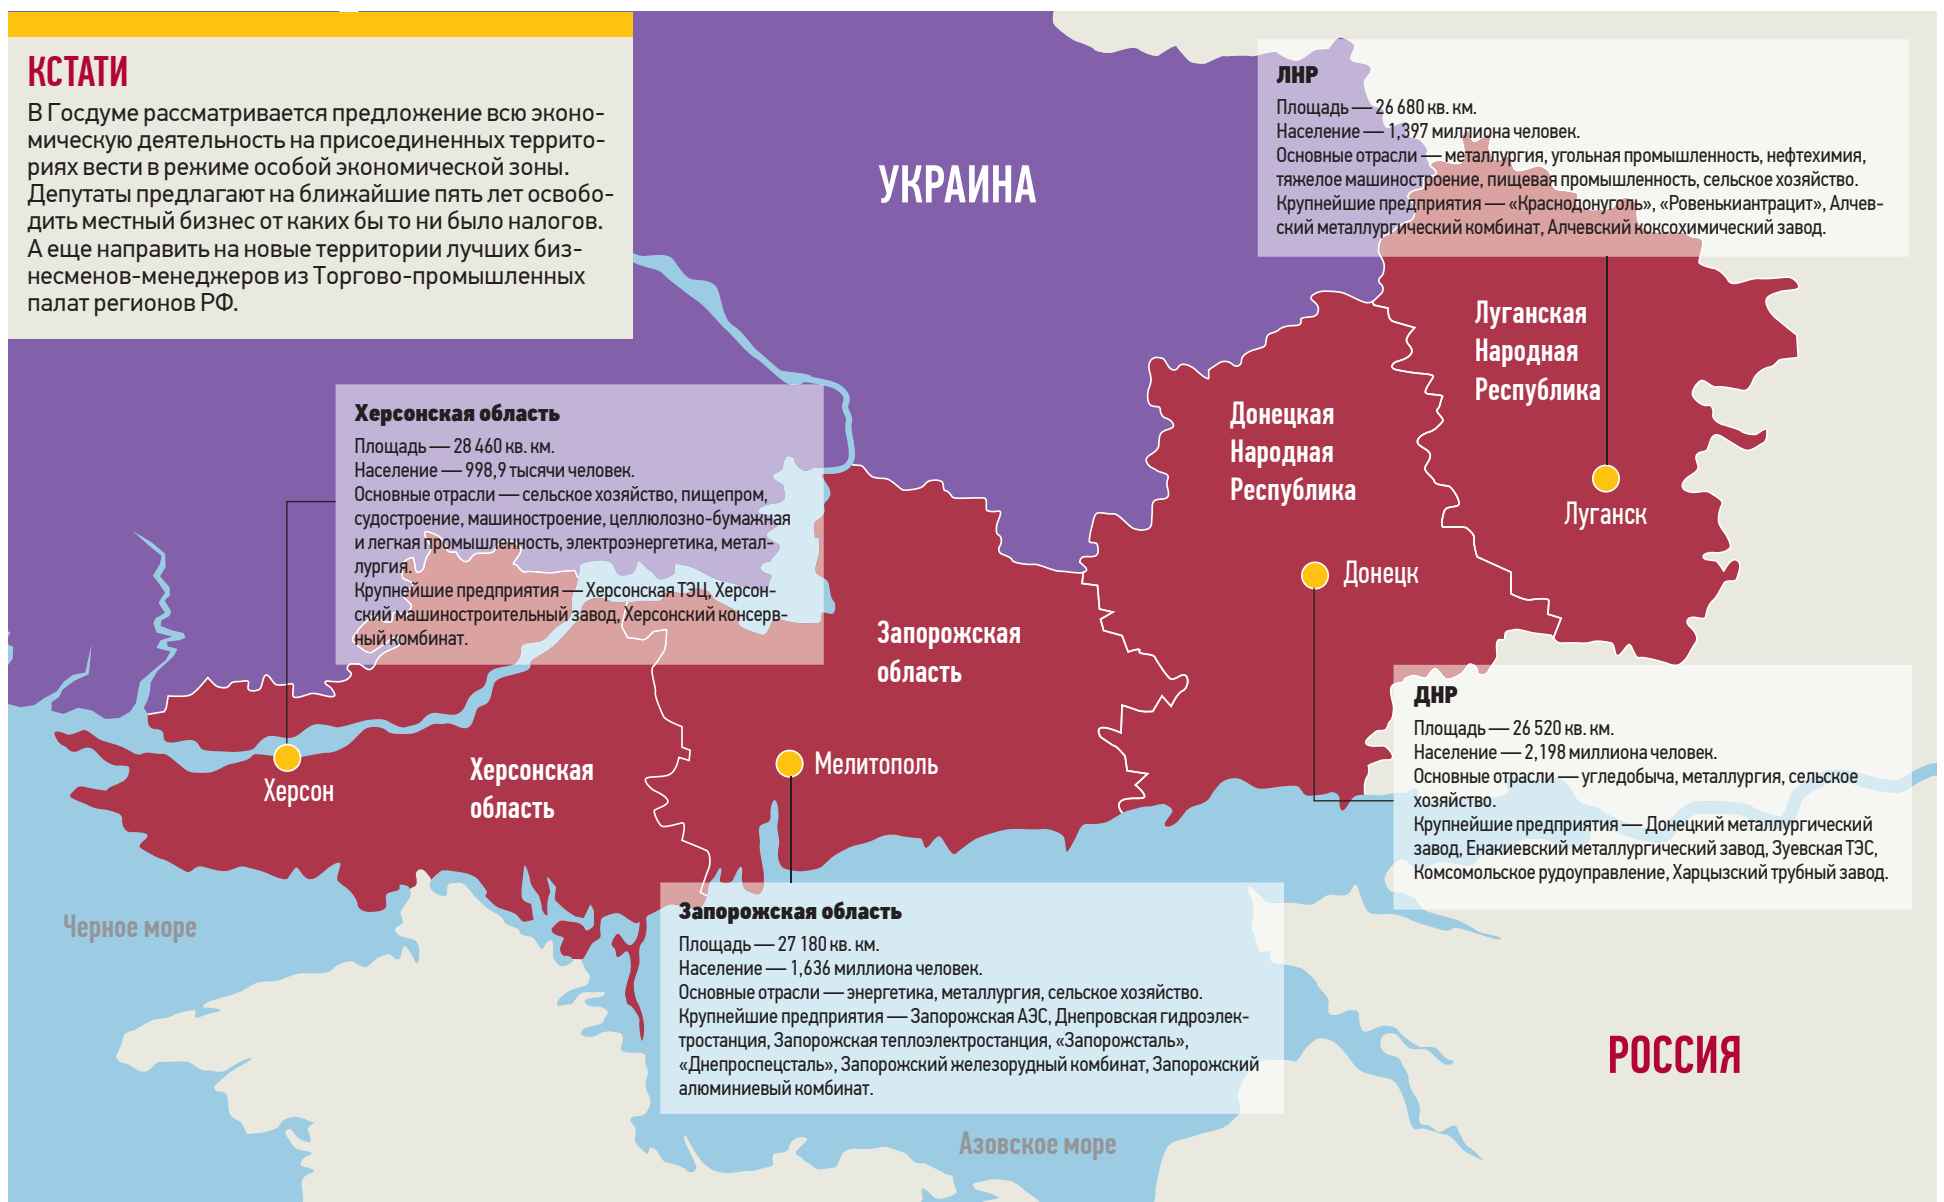 КСТАТИ
В Госдуме рассматривается предложение всю эконо-
мическую деятельность на присоединенных террито-
риях вести в режиме особой экономической зоны.
Депутаты предлагают на ближайшие пять лет освобо-
дить местный бизнес от каких бы то ни было налогов.
А еще направить на новые территории лучших биз-
несменов-менеджеров из Торгово-промышленных
палат регионов РФ.
УКРАИНА
ЛНР
Площадь — 26 680 кв. км.
Население — 1,397 миллиона человек.
Основные отрасли — металлургия, угольная промышленность, нефтехимия,
тяжелое машиностроение, пищевая промышленность, сельское хозяйство.
Крупнейшие предприятия — «Краснодонуголь», «Ровенькиантрацит», Алчев-
ский металлургический комбинат, Алчевский коксохимический завод.
Луганская
Народная
Республика
Луганск
Донецкая
Народная
Республика
Донецк
Херсонская область
Площадь — 28 460 кв. км.
Население — 998,9 тысячи человек.
Основные отрасли — сельское хозяйство, пищепром,
судостроение, машиностроение, целлюлозно-бумажная
и легкая промышленность, электроэнергетика, метал-
лургия.
Крупнейшие предприятия — Херсонская ТЭЦ, Херсон-
ский машиностроительный завод, Херсонский консерв-
ный комбинат.
Запорожская
область
Мелитополь
Херсонская
область
Херсон
ДНР
Площадь — 26 520 кв. км.
Население — 2,198 миллиона человек.
Основные отрасли — угледобыча, металлургия, сельское
хозяйство.
Крупнейшие предприятия — Донецкий металлургический
завод, Енакиевский металлургический завод, Зуевская ТЭС,
Комсомольское рудоуправление, Харцызский трубный завод.
Черное море
Запорожская область
Площадь — 27 180 кв. км.
Население — 1,636 миллиона человек.
Основные отрасли — энергетика, металлургия, сельское хозяйство.
Крупнейшие предприятия — Запорожская АЭС, Днепровская гидроэлек-
тростанция, Запорожская теплоэлектростанция, «Запорожсталь»,
«Днепроспецсталь», Запорожский железорудный комбинат, Запорожский
алюминиевый комбинат.
РОССИЯ
Азовское море